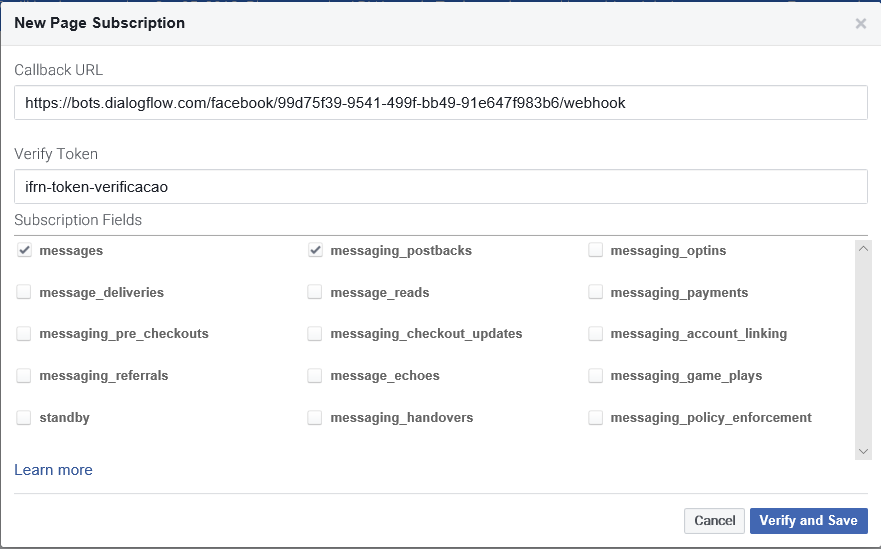 New Page Subscription
Callback URL
https://bots.dialogflow.com/facebook/99d75f39-9541-499f-bb49-91e647f983b6/webhook
Verify Token
ifrn-token-verificacao
Subscription Fields
messages messaging_postbacks messaging_optins
message_deliveries message_reads messaging_payments
messaging_pre_checkouts messaging_checkout_updates messaging_account_linking
messaging_referrals message_echoes messaging_game_plays
standby messaging_handovers messaging_policy_enforcement
Learn more
Cancel Verify and Save